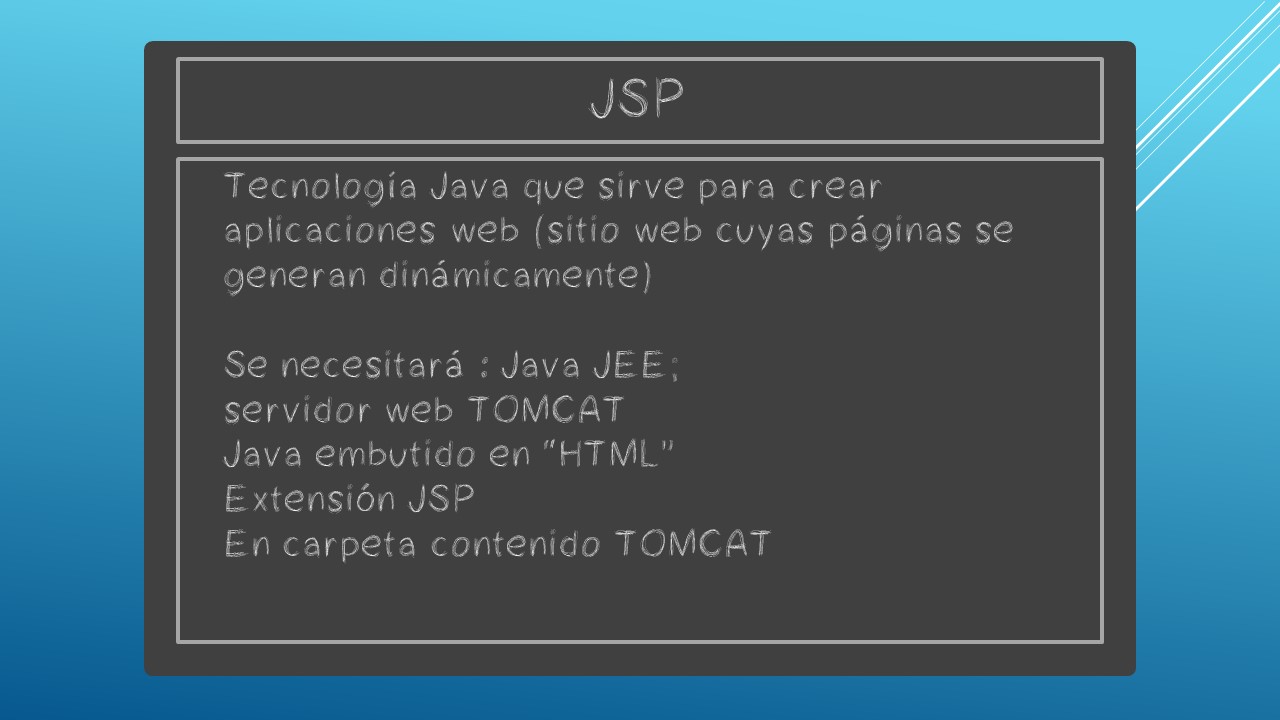 JSP
Tecnología Java que sirve para crear
aplicaciones web (sitio web cuyas páginas se
generan dinámicamente)
Se necesitará : Java JEE;
servidor web TOMCAT
Java embutido en “HTML”
Extensión JSP
En carpeta contenido TOMCAT